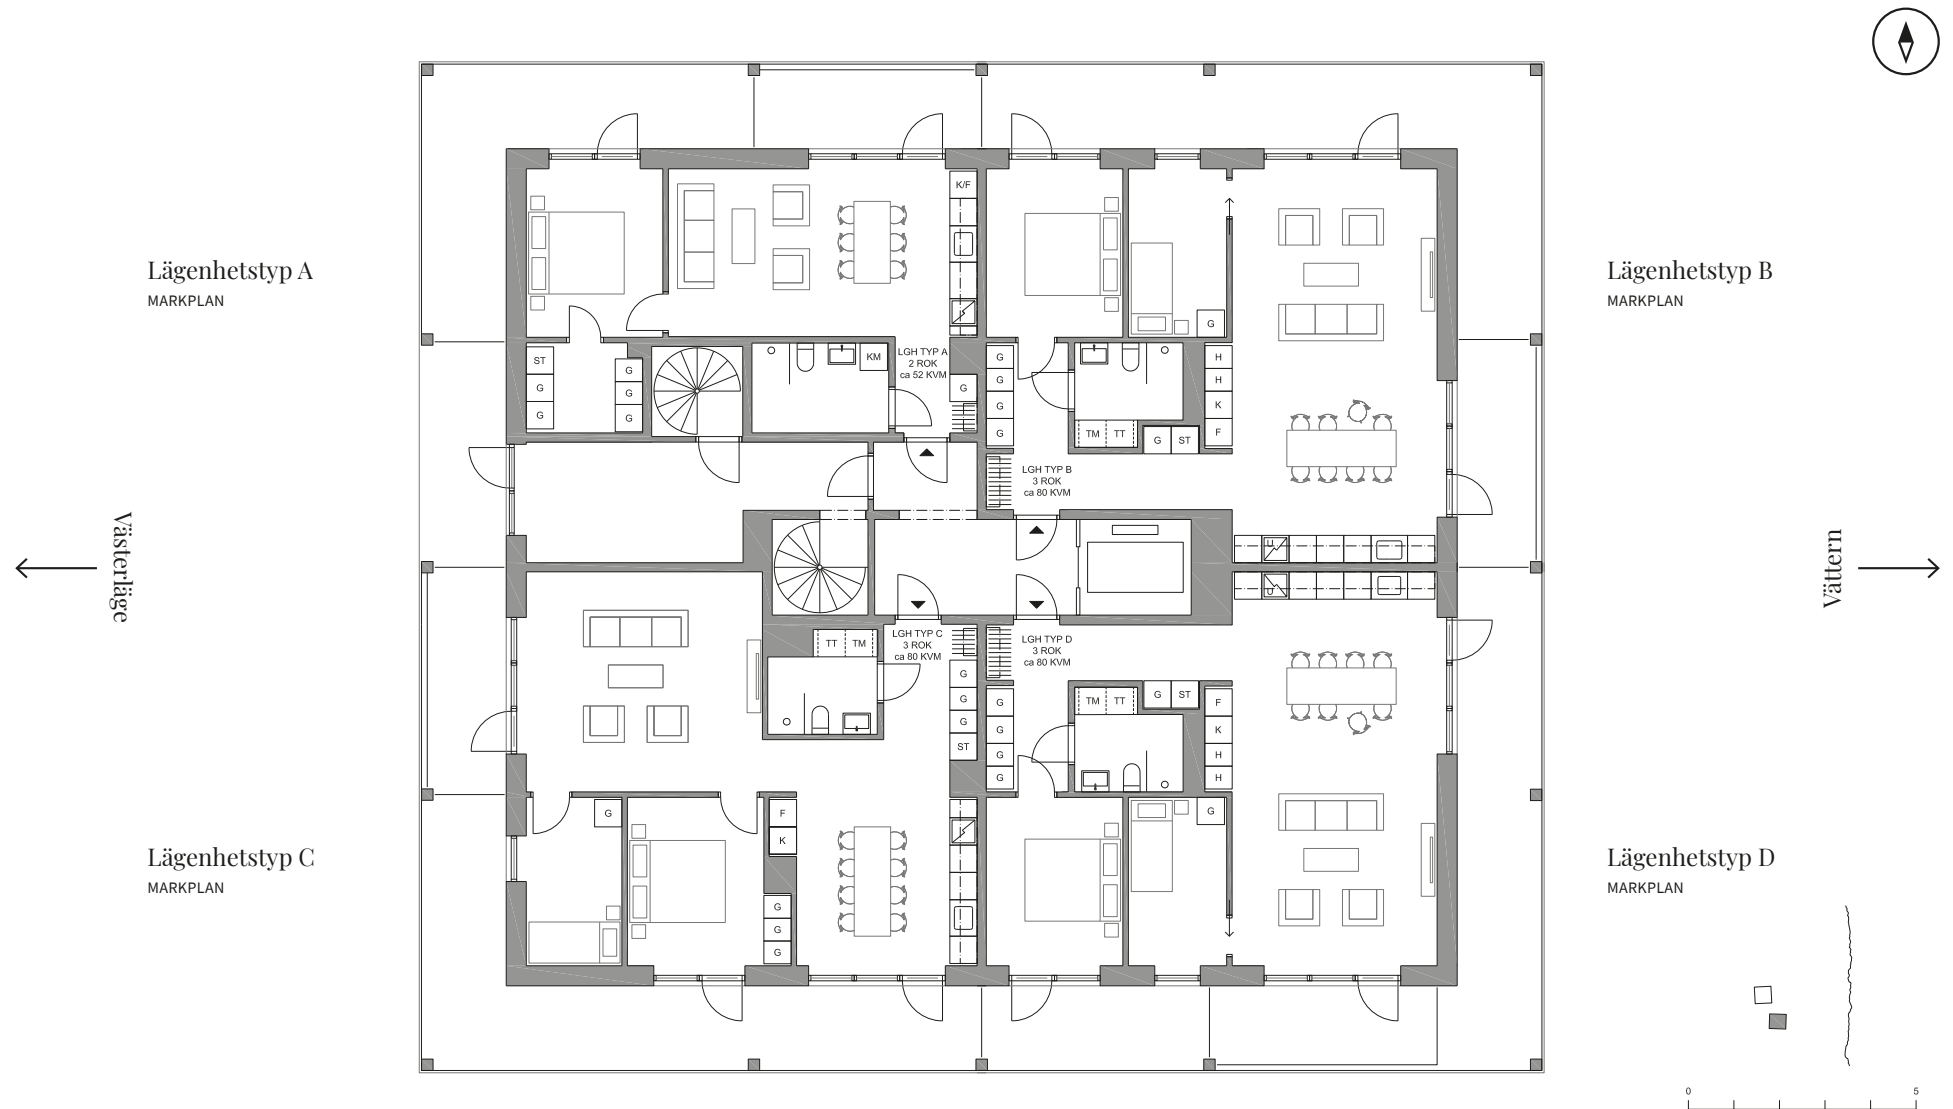 Lägenhetstyp A
MARKPLAN
Lägenhetstyp B
MARKPLAN
Västerläge
Vättern
Lägenhetstyp C
MARKPLAN
Lägenhetstyp D
MARKPLAN
K/F
ST
G
G
G
G
G
KM
LGH TYP A
2 ROK
ca 52 KVM
G
G
G
G
G
G
TM
TT
G
ST
H
H
K
F
LGH TYP B
3 ROK
ca 80 KVM
U
U
TT
TM
LGH TYP C
3 ROK
ca 80 KVM
G
G
G
ST
G
F
K
G
G
G
LGH TYP D
3 ROK
ca 80 KVM
G
G
G
G
TM
TT
G
ST
F
K
H
H
G
0
5